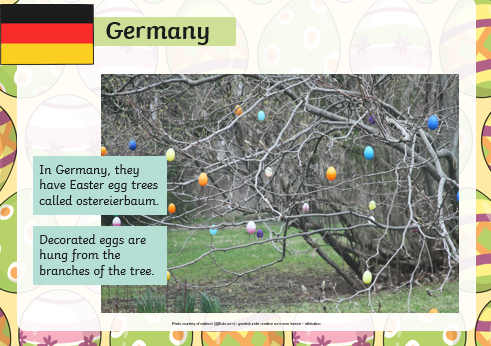 Germany
In Germany, they
have Easter egg trees
called ostereierbaum.
Decorated eggs are
hung from the
branches of the tree.